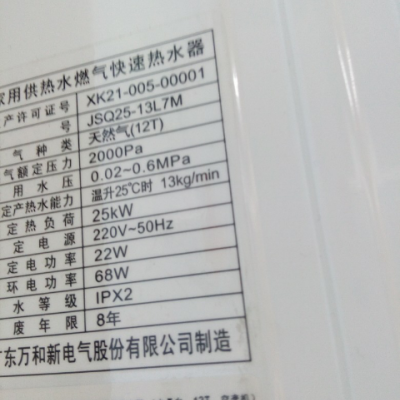 家用供热水燃气快速热水器
产许可证号 XK21-005-00001
号 JSQ25-13L7M
气种类 天然气(12T)
气额定压力 2000Pa
用水压 0.02~0.6MPa
定产热水能力 温升25℃时 13kg/min
定热负荷 25kW
定电源 220V~50Hz
定电功率 22W
环电功率 68W
水等级 IPX2
废年限 8年
广东万和新电气股份有限公司制造